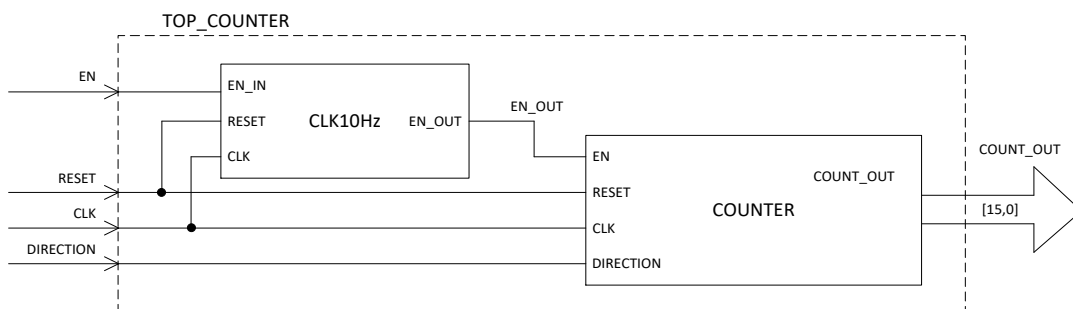 TOP_COUNTER
EN
EN_IN
RESET
CLK10Hz
EN_OUT
CLK
EN_OUT
EN
RESET
COUNT_OUT
COUNTER
CLK
DIRECTION
RESET
CLK
DIRECTION
COUNT_OUT
[15,0]